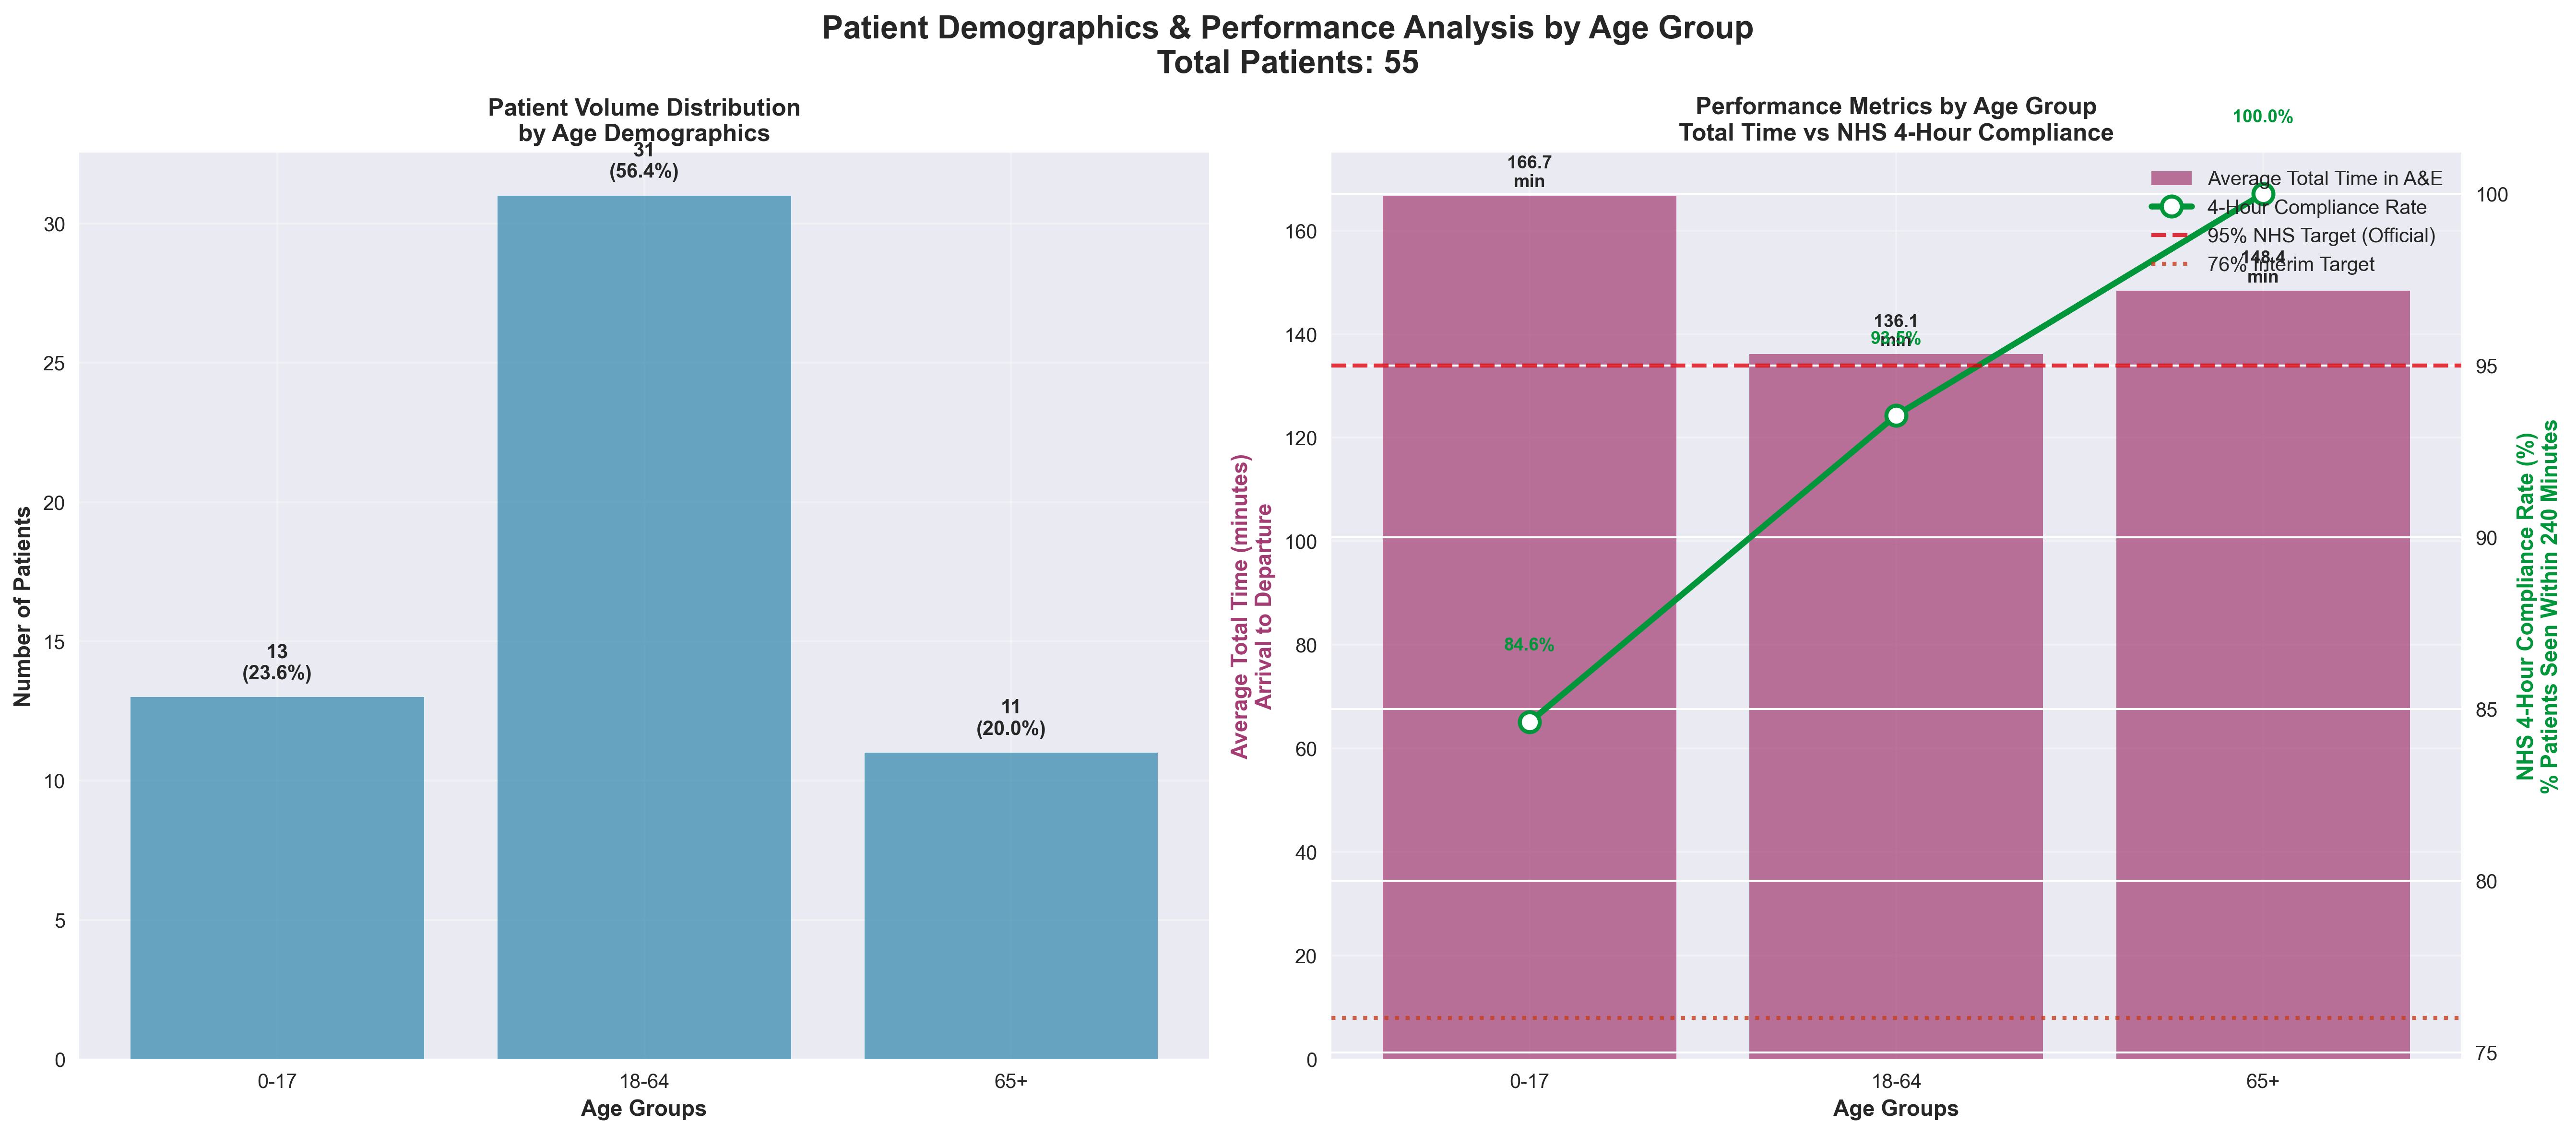 Patient Demographics & Performance Analysis by Age Group
Total Patients: 55
Patient Volume Distribution
by Age Demographics
31
(56.4%)
13
(23.6%)
11
(20.0%)
30
25
20
15
10
5
0
Number of Patients
0-17
18-64
65+
Age Groups
Performance Metrics by Age Group
Total Time vs NHS 4-Hour Compliance
100.0%
166.7
min
Average Total Time in A&E
4-Hour Compliance Rate
95% NHS Target (Official)
76% Interim Target
148.4
min
136.1
min
93.5%
84.6%
160
140
120
100
80
60
40
20
0
Average Total Time (minutes)
Arrival to Departure
100
95
90
85
80
75
NHS 4-Hour Compliance Rate (%)
% Patients Seen Within 240 Minutes
0-17
18-64
65+
Age Groups